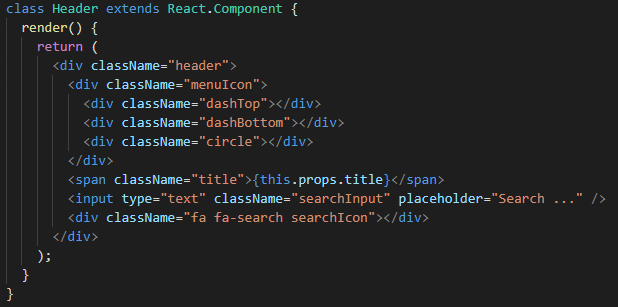 class Header extends React.Component {
  render() {
    return (
      <div className="header">
        <div className="menuIcon">
          <div className="dashTop"></div>
          <div className="dashBottom"></div>
          <div className="circle"></div>
        </div>
        <span className="title">{this.props.title}</span>
        <input type="text" className="searchInput" placeholder="Search ..." />
        <div className="fa fa-search searchIcon"></div>
      </div>
    );
  }
}